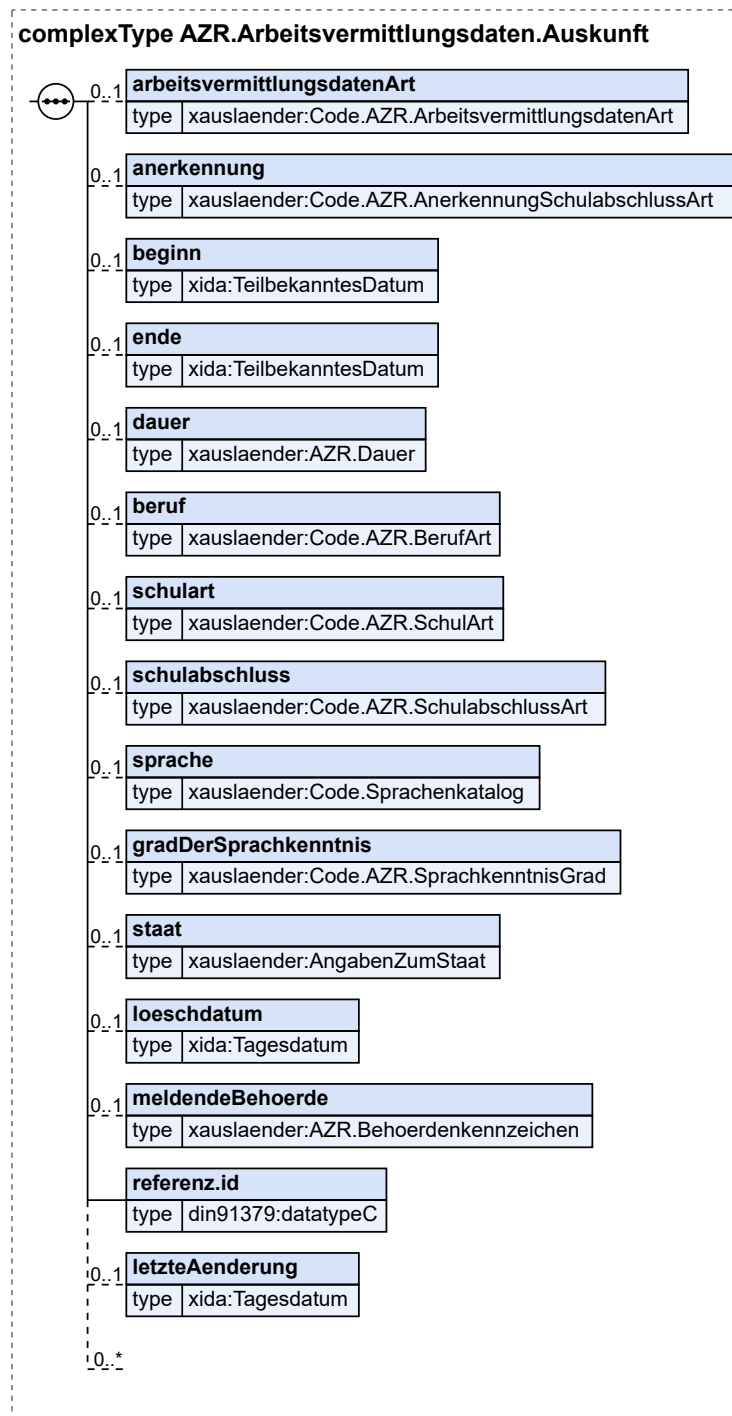 complexType AZR.Arbeitsvermittlungsdaten.Auskunft
0..1 arbeitsvermittlungsdatenArt
type xauslaender:Code.AZR.ArbeitsvermittlungsdatenArt
0..1 anerkennung
type xauslaender:Code.AZR.AnerkennungSchulabschlussArt
0..1 beginn
type xida:TeilbekanntesDatum
0..1 ende
type xida:TeilbekanntesDatum
0..1 dauer
type xauslaender:AZR.Dauer
0..1 beruf
type xauslaender:Code.AZR.BerufArt
0..1 schulart
type xauslaender:Code.AZR.SchulArt
0..1 schulabschluss
type xauslaender:Code.AZR.SchulabschlussArt
0..1 sprache
type xauslaender:Code.Sprachenkatalog
0..1 gradDerSprachkenntnis
type xauslaender:Code.AZR.SprachkenntnisGrad
0..1 staat
type xauslaender:AngabenZumStaat
0..1 loeschdatum
type xida:Tagesdatum
0..1 meldendeBehoerde
type xauslaender:AZR.Behoerdenkennzeichen
referenz.id
type din91379:datatypeC
0..1 letzteAenderung
type xida:Tagesdatum
0..*